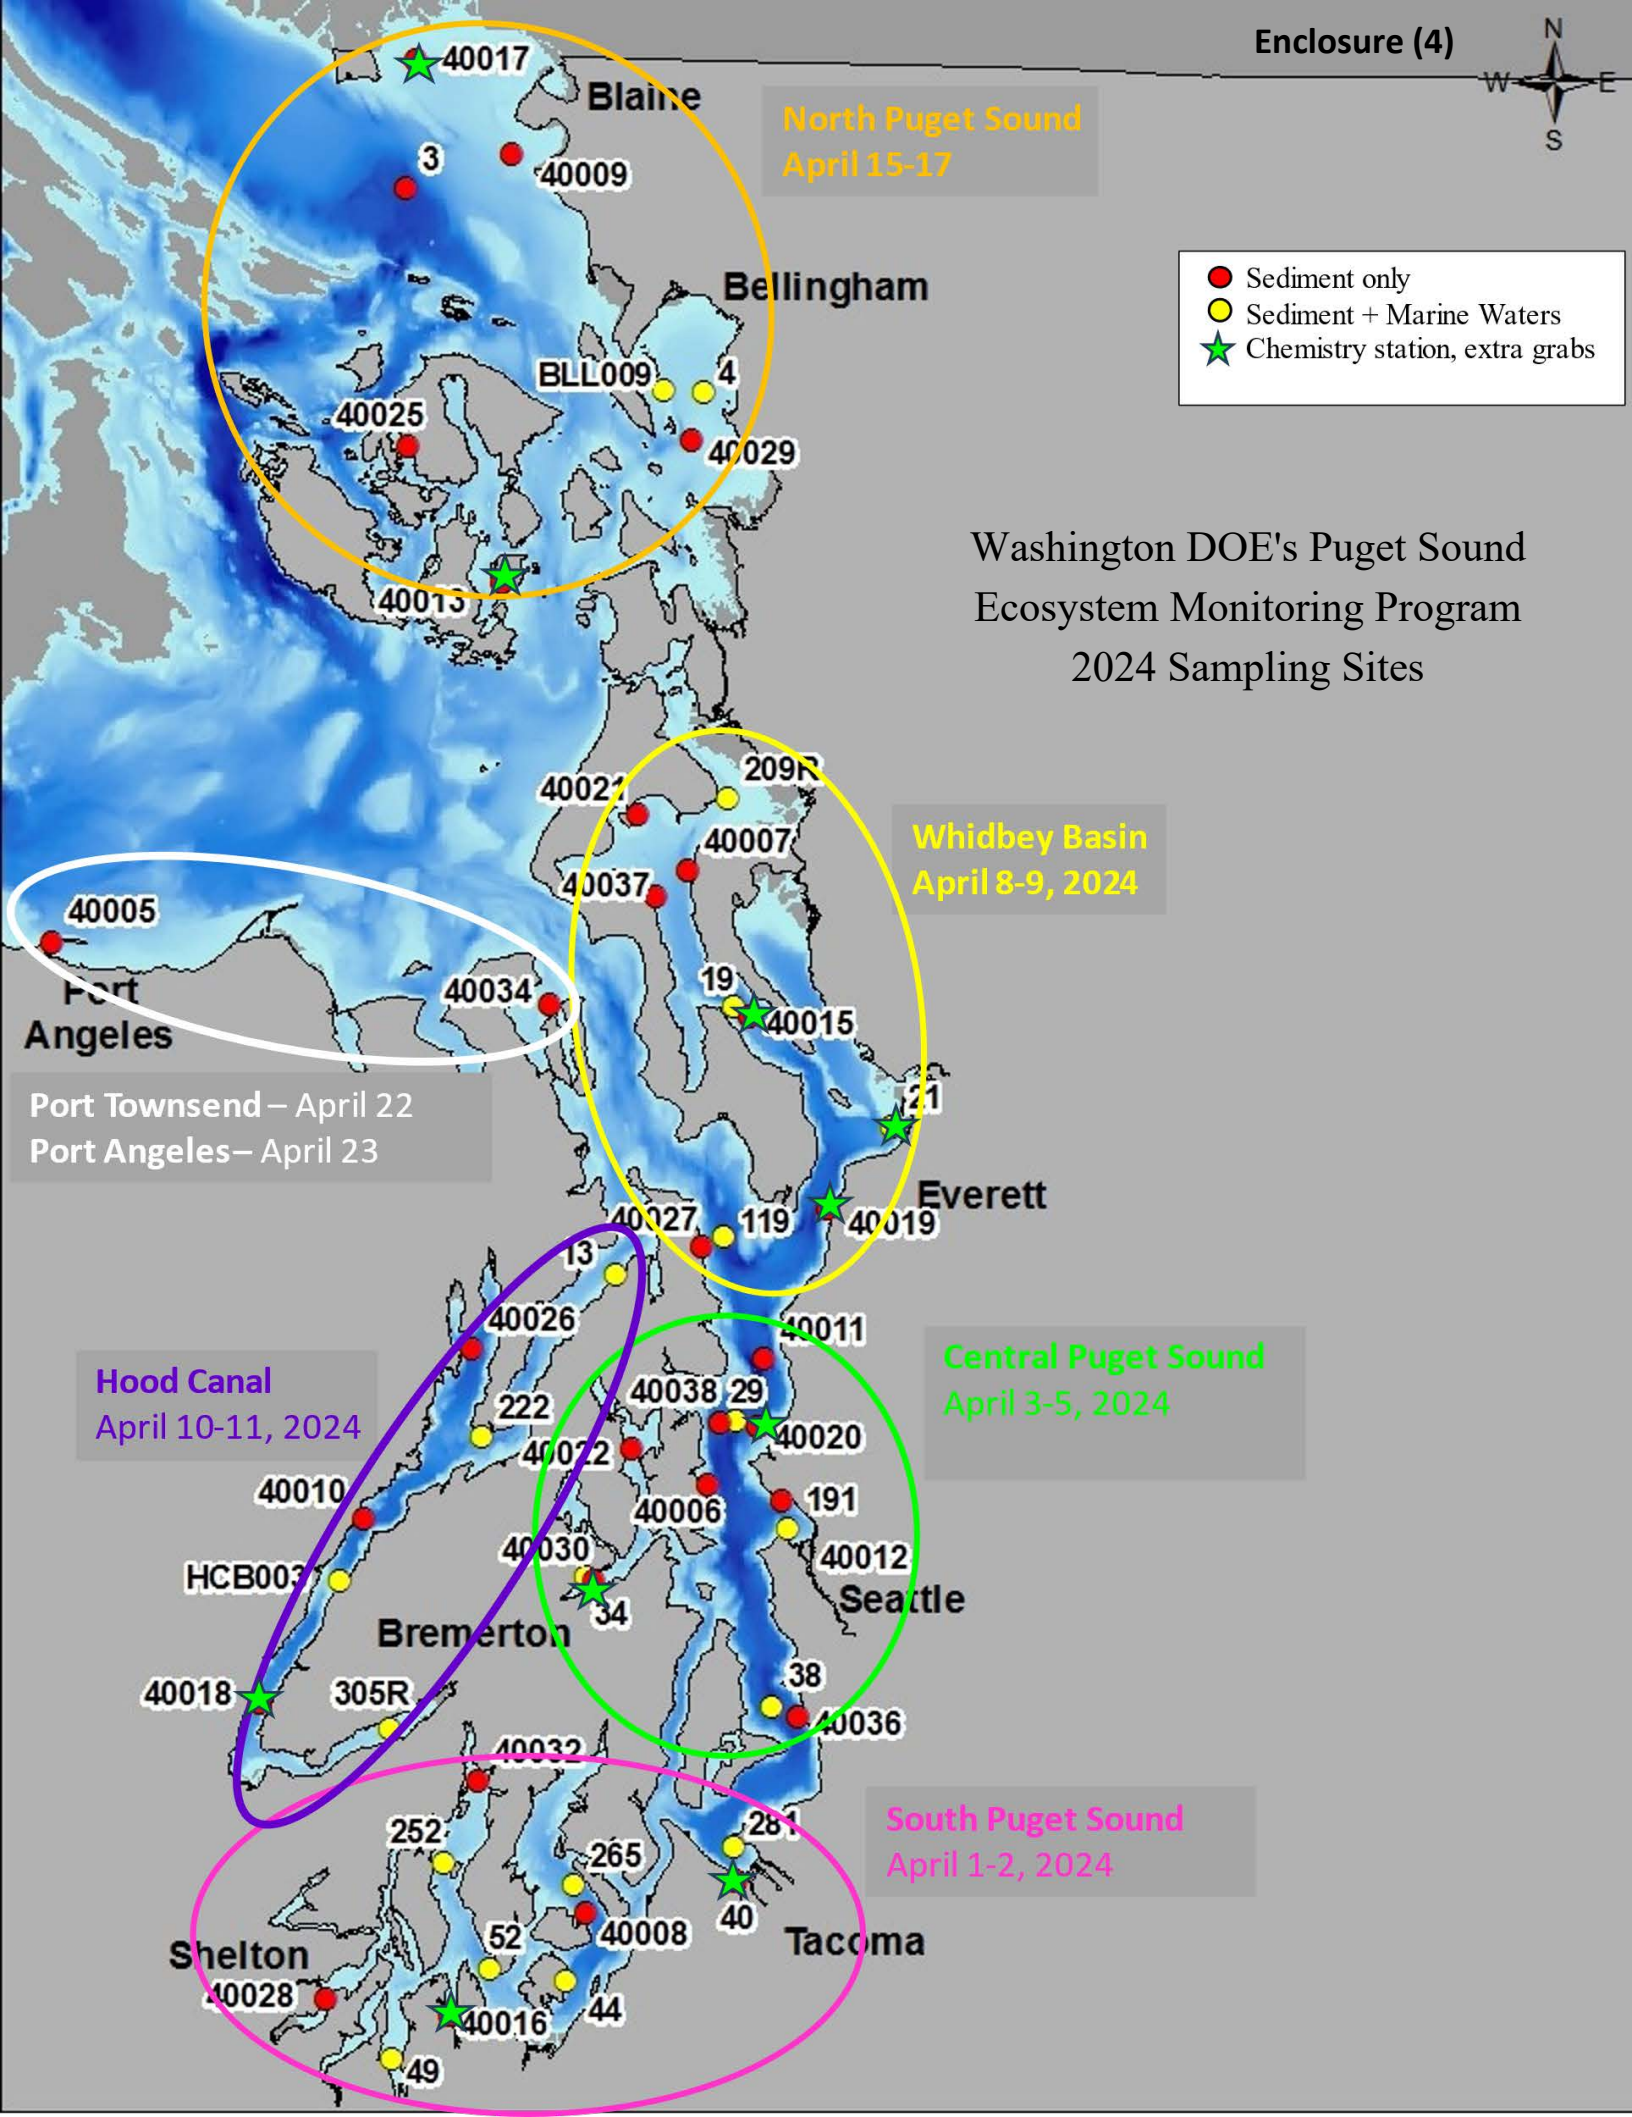 Enclosure (4)
N
W
E
S
40017
Blaine
North Puget Sound
April 15-17
3
40009
Sediment only
Sediment + Marine Waters
Chemistry station, extra grabs
Bellingham
BLL009
4
40025
40029
Washington DOE's Puget Sound
Ecosystem Monitoring Program
2024 Sampling Sites
40013
209R
40021
40007
Whidbey Basin
April 8-9, 2024
40037
40005
40034
19
40015
Port
Angeles
Port Townsend – April 22
Port Angeles– April 23
21
Everett
40027
119
40019
13
40026
40011
Central Puget Sound
April 3-5, 2024
Hood Canal
April 10-11, 2024
40038
29
222
40020
40022
40010
40006
191
40030
40012
HCB003
Seattle
34
Bremerton
38
40018
305R
40036
40032
South Puget Sound
April 1-2, 2024
252
281
265
40
40008
Tacoma
52
Shelton
40028
44
40016
49